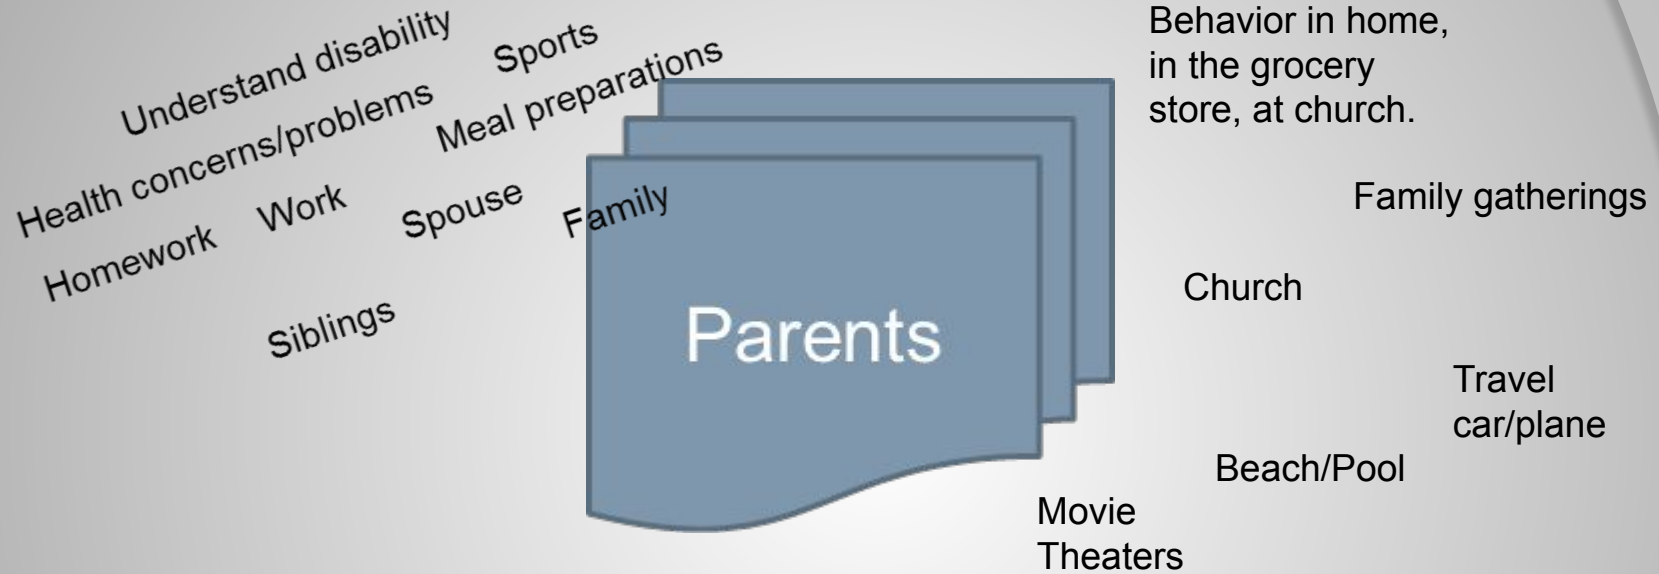 Understand disability
Sports
Health concerns/problems
Meal preparations
Homework
Work
Spouse
Family
Siblings
Parents
Behavior in home,
in the grocery
store, at church.
Family gatherings
Church
Travel
car/plane
Beach/Pool
Movie
Theaters